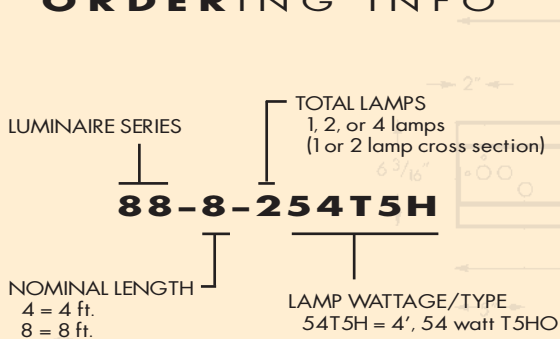 ORDERING INFO
TOTAL LAMPS
1, 2, or 4 lamps
(1 or 2 lamp cross section)
LUMINAIRE SERIES
2"
6 3/16"
88-8-254T5H
NOMINAL LENGTH
4 = 4 ft.
8 = 8 ft.
LAMP WATTAGE/TYPE
54T5H = 4', 54 watt T5HO